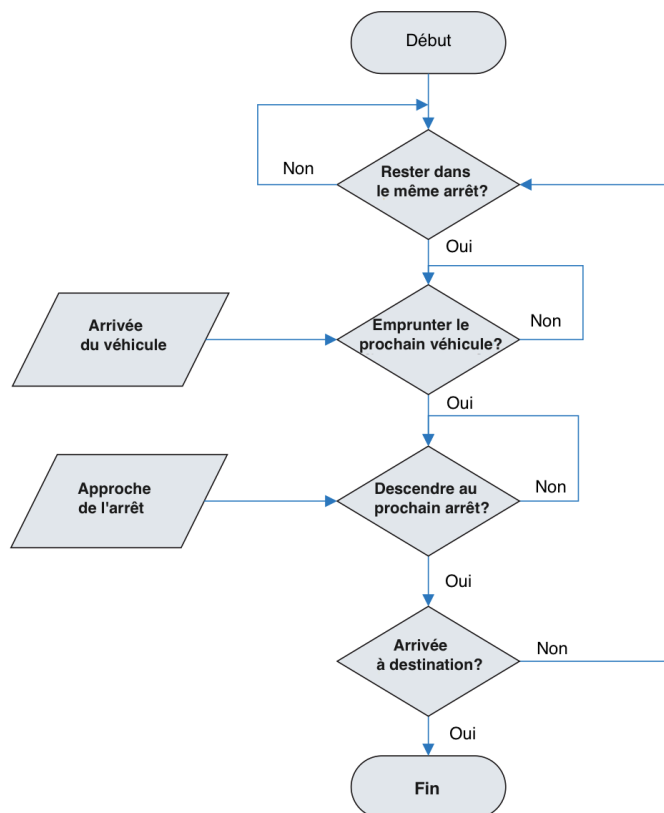 Début
Non
Rester dans
le même arrêt?
Oui
Arrivée
du véhicule
Emprunter le
prochain véhicule?
Non
Oui
Approche
de l'arrêt
Descendre au
prochain arrêt?
Non
Oui
Arrivée
à destination?
Non
Oui
Fin